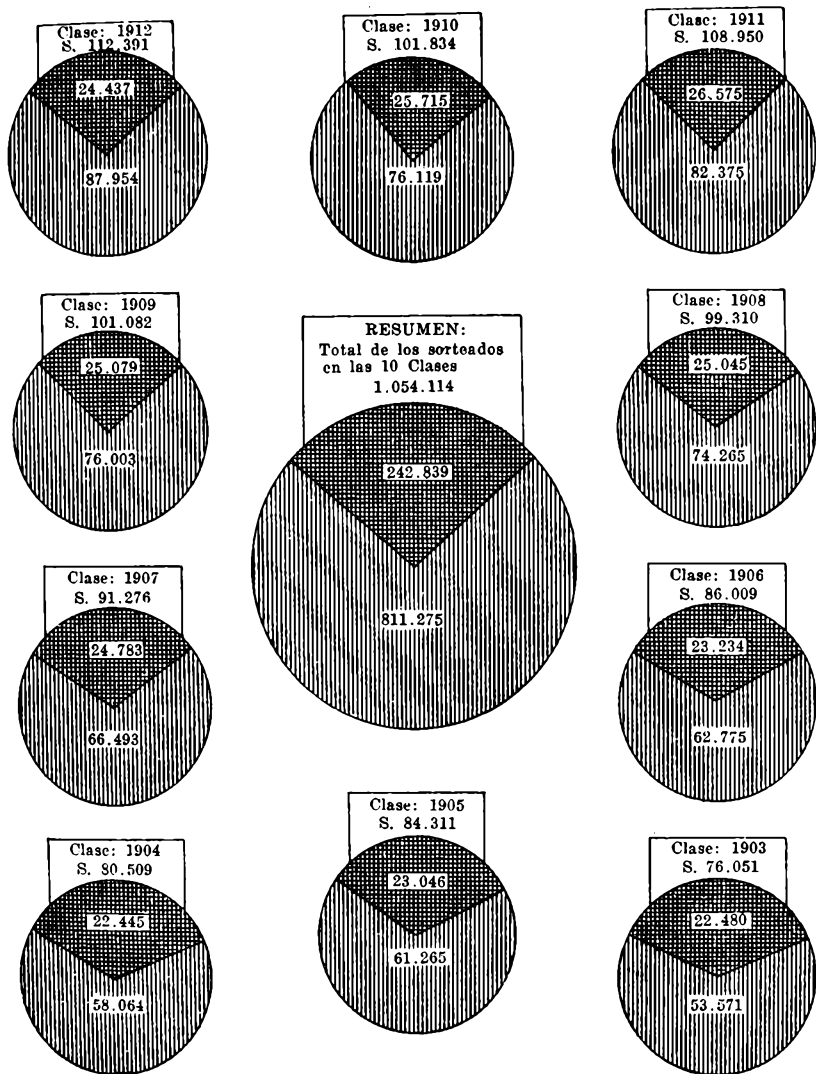 Clase: 1912
S. 112.391
24.437
87.954
Clase: 1910
S. 101.834
25.715
76.119
Clase: 1911
S. 108.950
26.575
82.375
Clase: 1909
S. 101.082
25.079
76.003
RESUMEN:
Total de los sorteados
en las 10 Clases
1.054.114
242.839
811.275
Clase: 1908
S. 99.310
25.045
74.265
Clase: 1907
S. 91.276
24.783
66.493
Clase: 1906
S. 86.009
23.234
62.775
Clase: 1904
S. 80.509
22.445
58.064
Clase: 1905
S. 84.311
23.046
61.265
Clase: 1903
S. 76.051
22.480
53.571